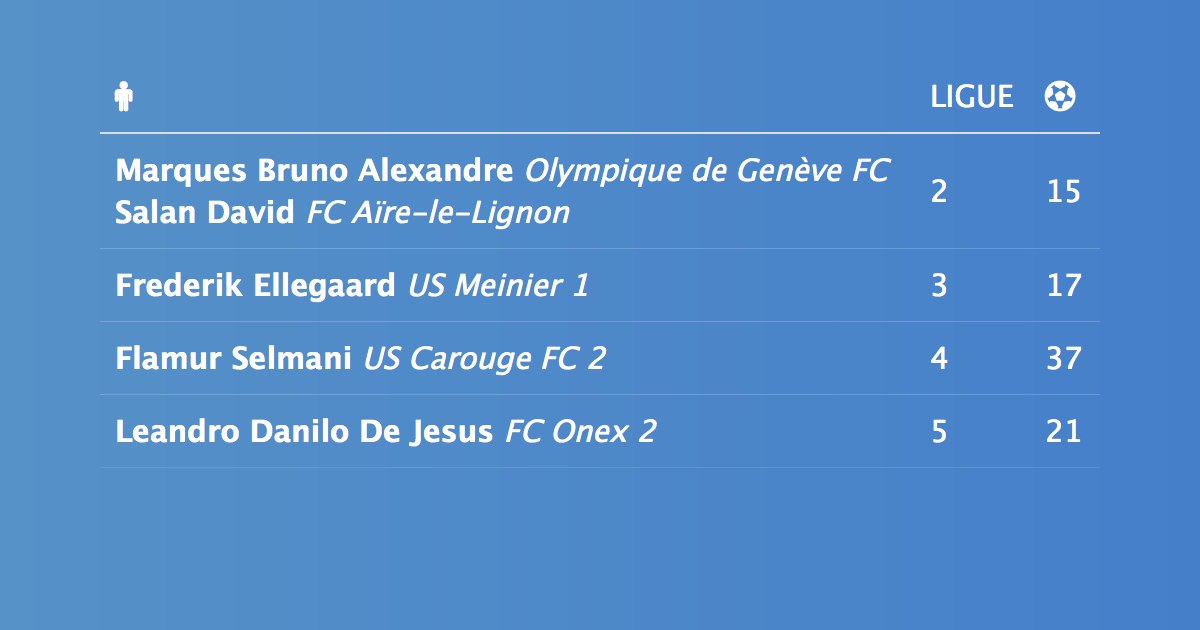 LIGUE
Marques Bruno Alexandre Olympique de Genève FC
Salan David FC Aïre-le-Lignon
2 15
Frederik Ellegaard US Meinier 1 3 17
Flamur Selmani US Carouge FC 2 4 37
Leandro Danilo De Jesus FC Onex 2 5 21